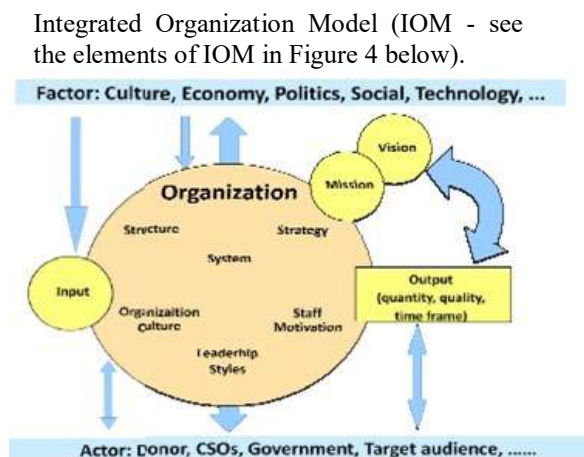 Integrated Organization Model (IOM - see
the elements of IOM in Figure 4 below).
Factor: Culture, Economy, Politics, Social, Technology, ...
Vision
Mission
Organization
Structure
Strategy
System
Input
Output
(quantity, quality,
time frame)
Organizaition
Culture
Staff
Motivation
Leaderhip
Styles
Actor: Donor, CSOs, Government, Target audience, ......